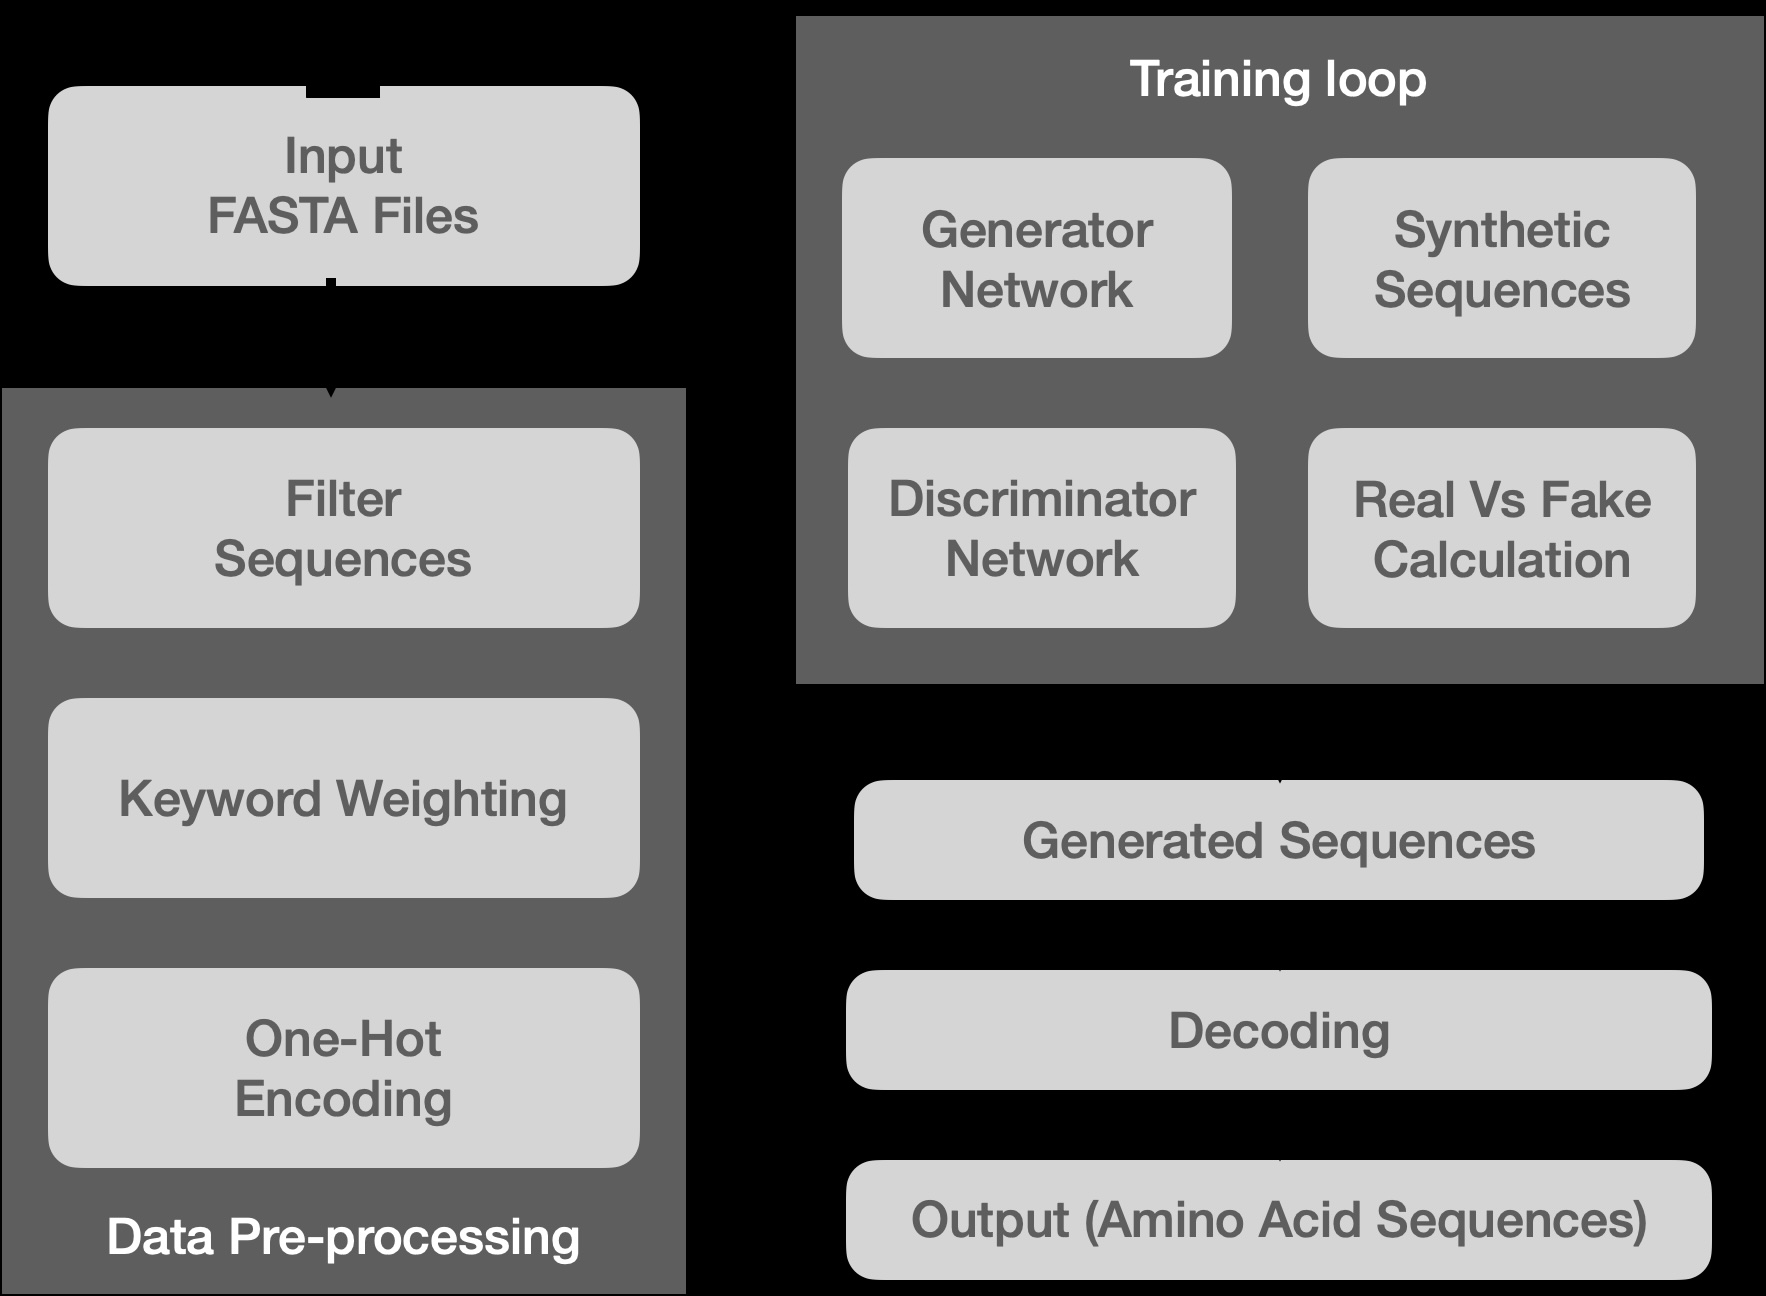 Input
FASTA Files
Filter
Sequences
Keyword Weighting
One-Hot
Encoding
Data Pre-processing
Training loop
Generator
Network
Synthetic
Sequences
Discriminator
Network
Real Vs Fake
Calculation
Generated Sequences
Decoding
Output (Amino Acid Sequences)